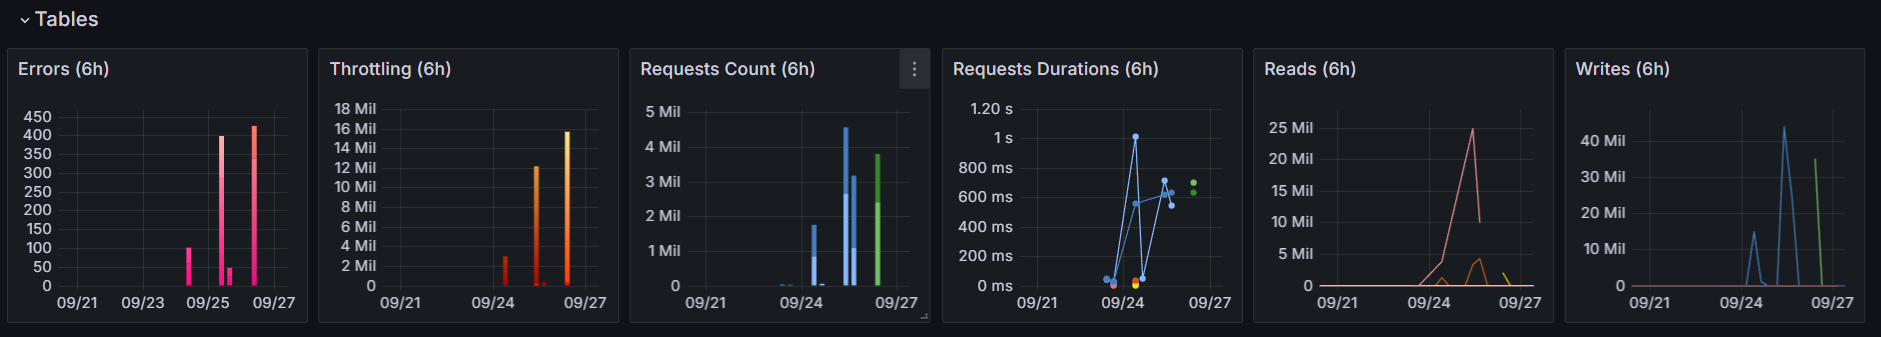 Tables
Errors (6h)
450
400
350
300
250
200
150
100
50
0
09/21 09/23 09/25 09/27
Throttling (6h)
18 Mil
16 Mil
14 Mil
12 Mil
10 Mil
8 Mil
6 Mil
4 Mil
2 Mil
0
09/21 09/24 09/27
Requests Count (6h)
5 Mil
4 Mil
3 Mil
2 Mil
1 Mil
0
09/21 09/24 09/27
Requests Durations (6h)
1.20 s
1 s
800 ms
600 ms
400 ms
200 ms
0 ms
09/21 09/24 09/27
Reads (6h)
25 Mil
20 Mil
15 Mil
10 Mil
5 Mil
0
09/21 09/24 09/27
Writes (6h)
40 Mil
30 Mil
20 Mil
10 Mil
0
09/21 09/24 09/27